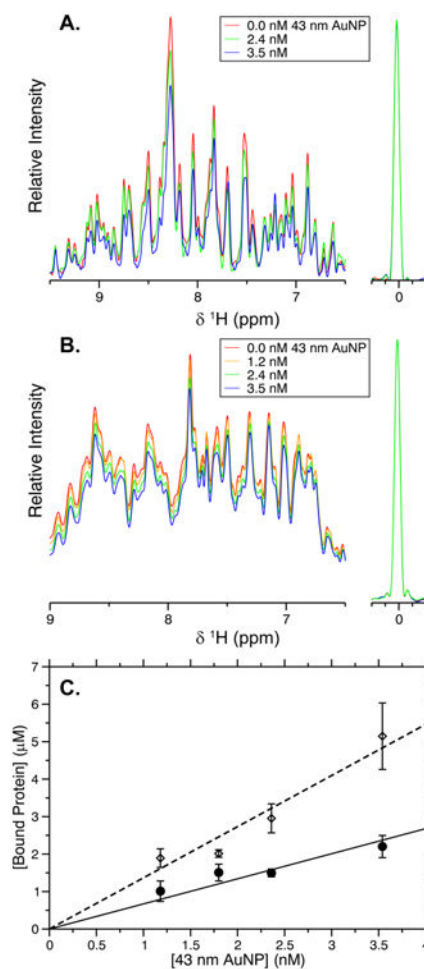 A.
0.0 nM 43 nm AuNP
2.4 nM
3.5 nM
Relative Intensity
9 8 7 0
δ ¹H (ppm)
B.
0.0 nM 43 nm AuNP
1.2 nM
2.4 nM
3.5 nM
Relative Intensity
9 8 7 0
δ ¹H (ppm)
C.
[Bound Protein] (μM)
7
6
5
4
3
2
1
0
0 0.5 1 1.5 2 2.5 3 3.5 4
[43 nm AuNP] (nM)